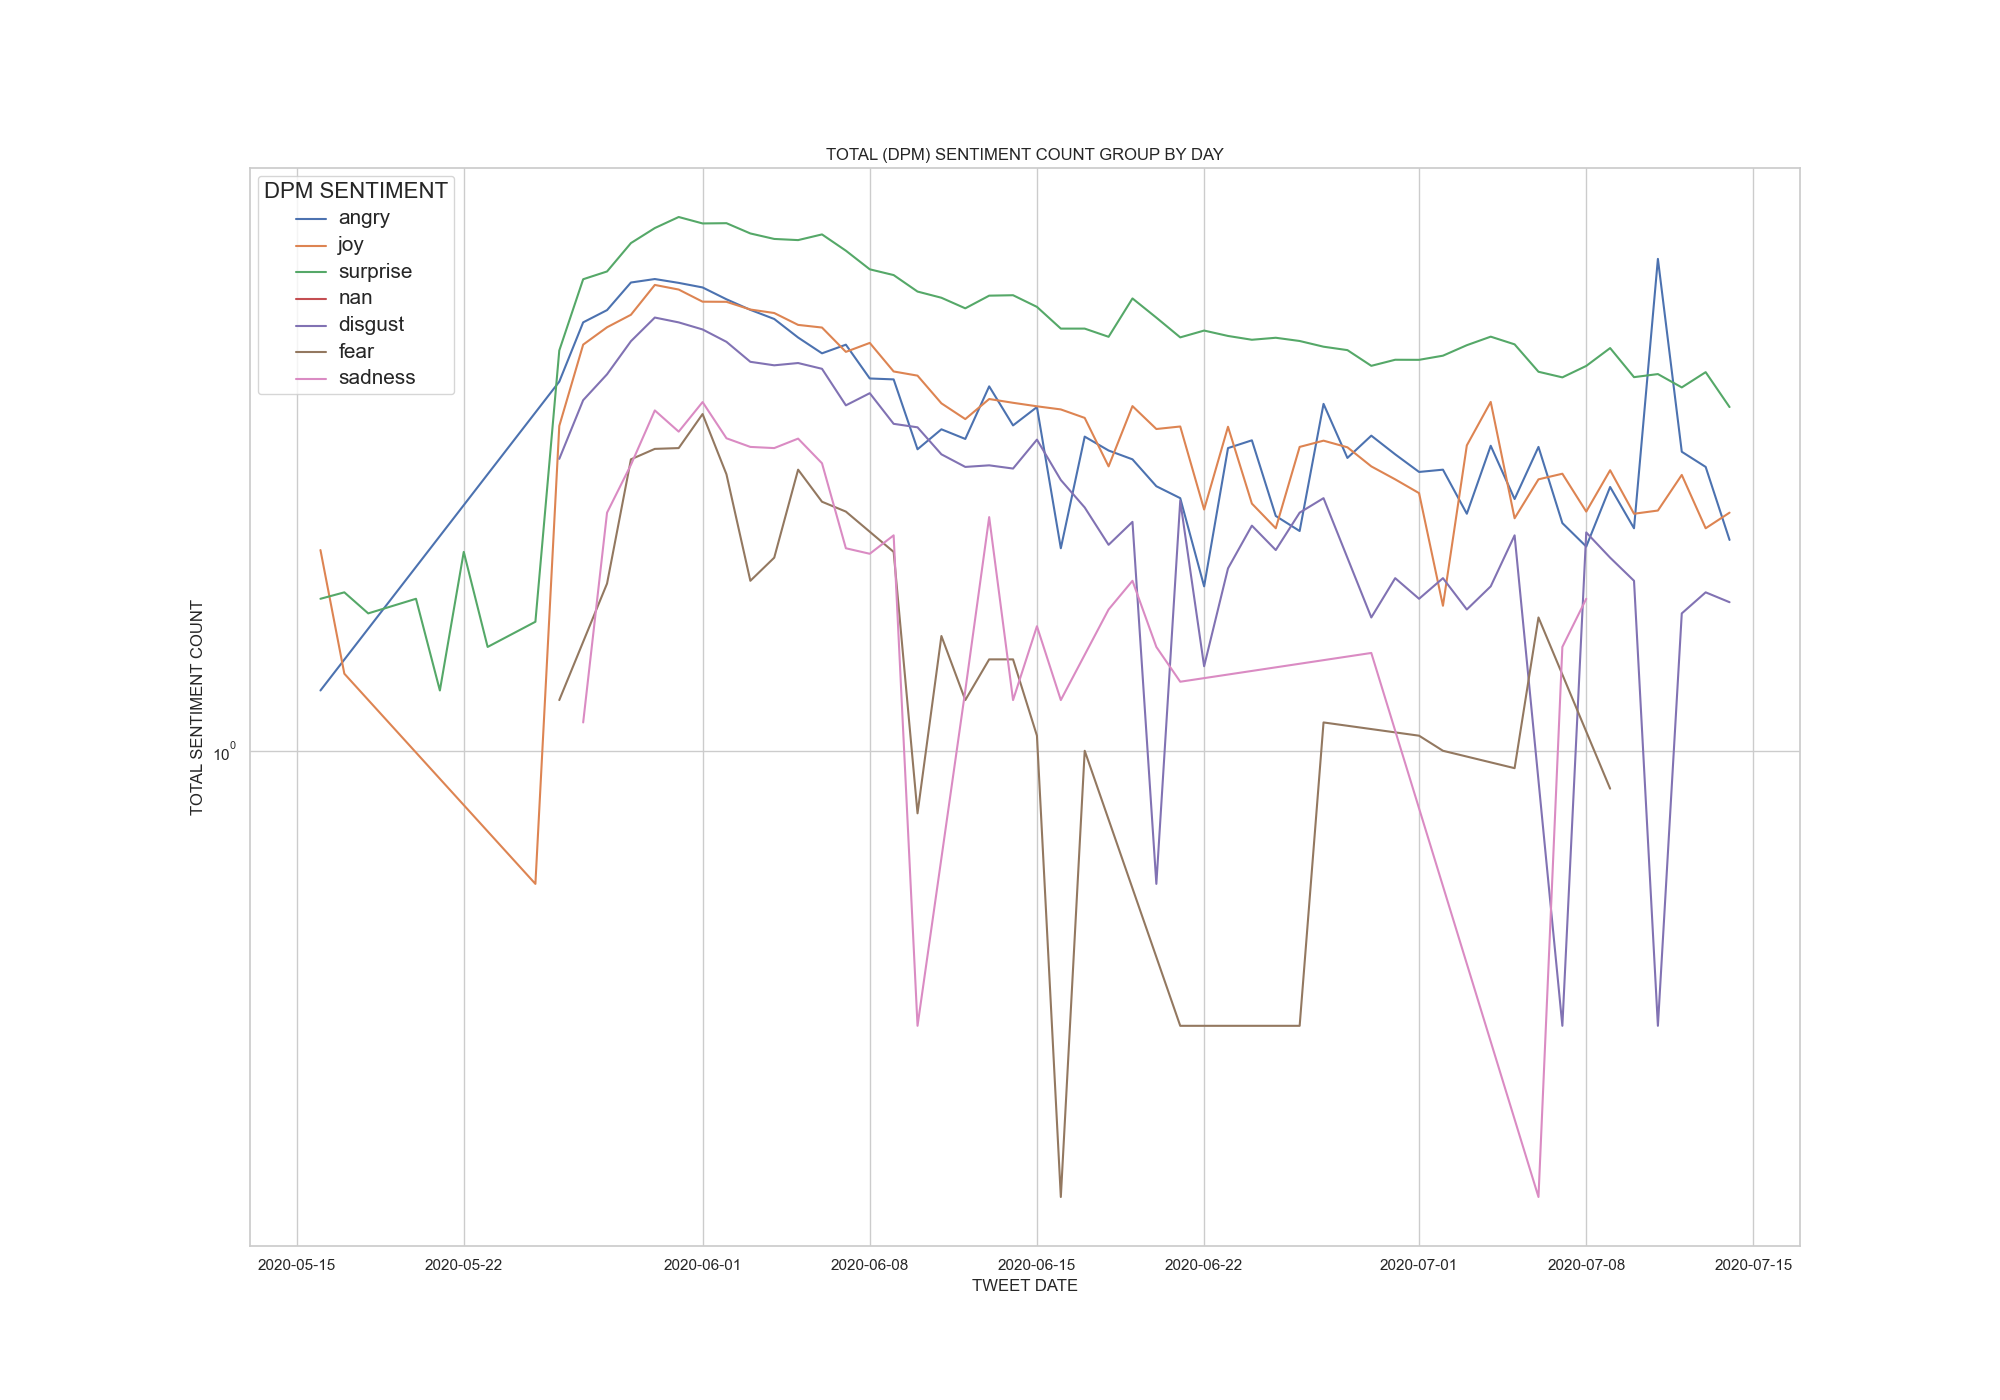 TOTAL (DPM) SENTIMENT COUNT GROUP BY DAY
DPM SENTIMENT
angry
joy
surprise
nan
disgust
fear
sadness
TOTAL SENTIMENT COUNT
10⁰
2020-05-15 2020-05-22 2020-06-01 2020-06-08 2020-06-15 2020-06-22 2020-07-01 2020-07-08 2020-07-15
TWEET DATE